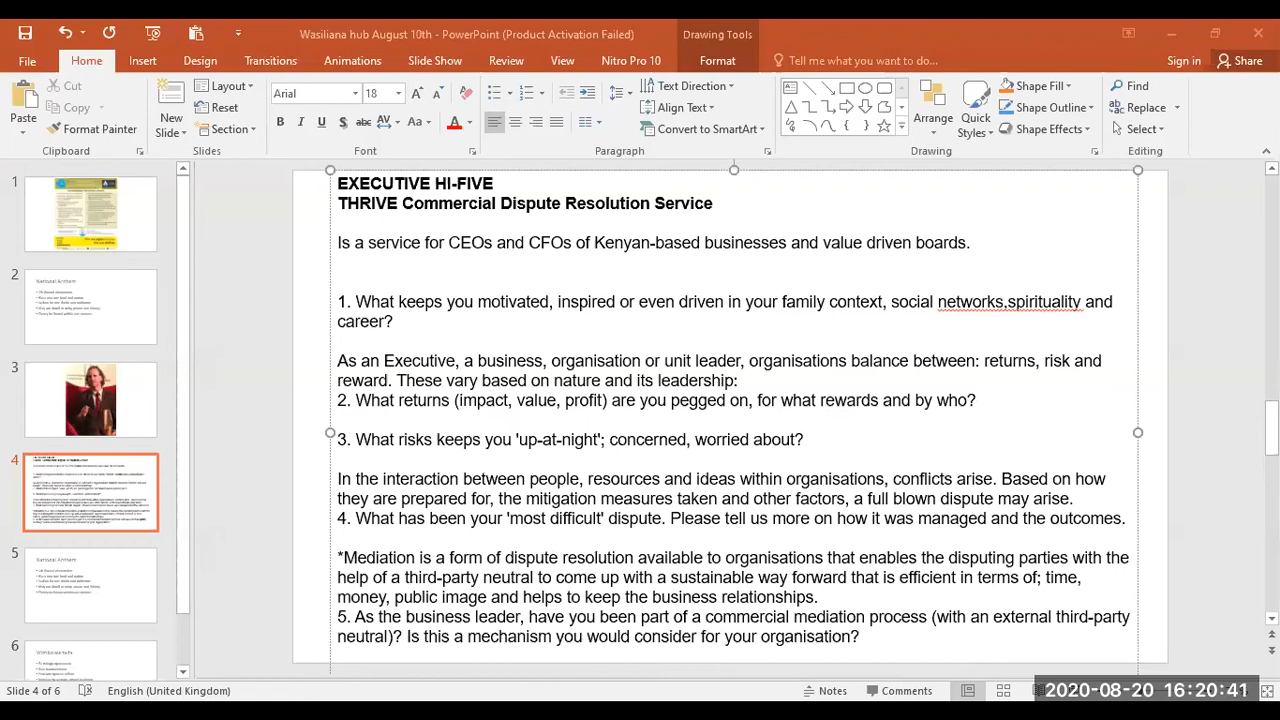 Wasiliana hub August 10th - PowerPoint (Product Activation Failed)
Drawing Tools
File
Home
Insert
Design
Transitions
Animations
Slide Show
Review
View
Nitro Pro 10
Format
Tell me what you want to do...
Sign in
Share
Paste
Cut
Copy
Format Painter
Clipboard
New
Slide
Layout
Reset
Section
Slides
Arial
18
B I U S abc AV Aa A
Font
Text Direction
Align Text
Convert to SmartArt
Paragraph
Arrange
Quick
Styles
Shape Fill
Shape Outline
Shape Effects
Drawing
Find
Replace
Select
Editing
1
2
National Anthem
3
4
5
National Anthem
6
EXECUTIVE HI-FIVE
THRIVE Commercial Dispute Resolution Service
Is a service for CEOs and CFOs of Kenyan-based businesses and value driven boards.
1. What keeps you motivated, inspired or even driven in your family context, social networks,spirituality and
career?
As an Executive, a business, organisation or unit leader, organisations balance between: returns, risk and
reward. These vary based on nature and its leadership:
2. What returns (impact, value, profit) are you pegged on, for what rewards and by who?
3. What risks keeps you 'up-at-night'; concerned, worried about?
In the interaction between people, resources and ideas, in organisations, conflicts arise. Based on how
they are prepared for, the mitigation measures taken and management, a full blown dispute may arise.
4. What has been your 'most difficult' dispute. Please tell us more on how it was managed and the outcomes.
*Mediation is a form of dispute resolution available to organisations that enables the disputing parties with the
help of a third-party neutral to come up with a sustainable way forward that is efficient in terms of; time,
money, public image and helps to keep the business relationships.
5. As the business leader, have you been part of a commercial mediation process (with an external third-party
neutral)? Is this a mechanism you would consider for your organisation?
Slide 4 of 6
English (United Kingdom)
Notes
Comments
2020-08-20 16:20:41